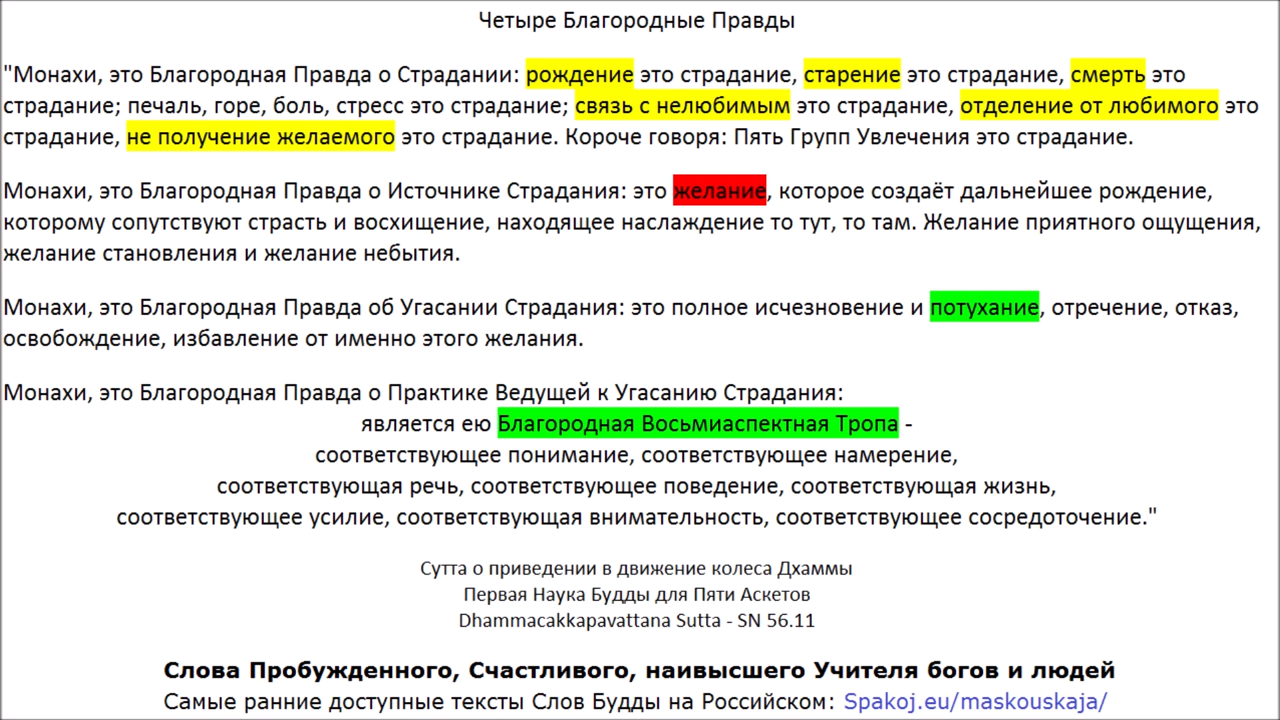 Четыре Благородные Правды
"Монахи, это Благородная Правда о Страдании: рождение это страдание, старение это страдание, смерть это
страдание; печаль, горе, боль, стресс это страдание; связь с нелюбимым это страдание, отделение от любимого это
страдание, не получение желаемого это страдание. Короче говоря: Пять Групп Увлечения это страдание.
Монахи, это Благородная Правда о Источнике Страдания: это желание, которое создаёт дальнейшее рождение,
которому сопутствуют страсть и восхищение, находящее наслаждение то тут, то там. Желание приятного ощущения,
желание становления и желание небытия.
Монахи, это Благородная Правда об Угасании Страдания: это полное исчезновение и потухание, отречение, отказ,
освобождение, избавление от именно этого желания.
Монахи, это Благородная Правда о Практике Ведущей к Угасанию Страдания:
является ею Благородная Восьмиаспектная Тропа -
соответствующее понимание, соответствующее намерение,
соответствующая речь, соответствующее поведение, соответствующая жизнь,
соответствующее усилие, соответствующая внимательность, соответствующее сосредоточение."
Сутта о приведении в движение колеса Дхаммы
Первая Наука Будды для Пяти Аскетов
Dhammacakkapavattana Sutta - SN 56.11
Слова Пробужденного, Счастливого, наивысшего Учителя богов и людей
Самые ранние доступные тексты Слов Будды на Российском: Spakoj.eu/maskouskaja/